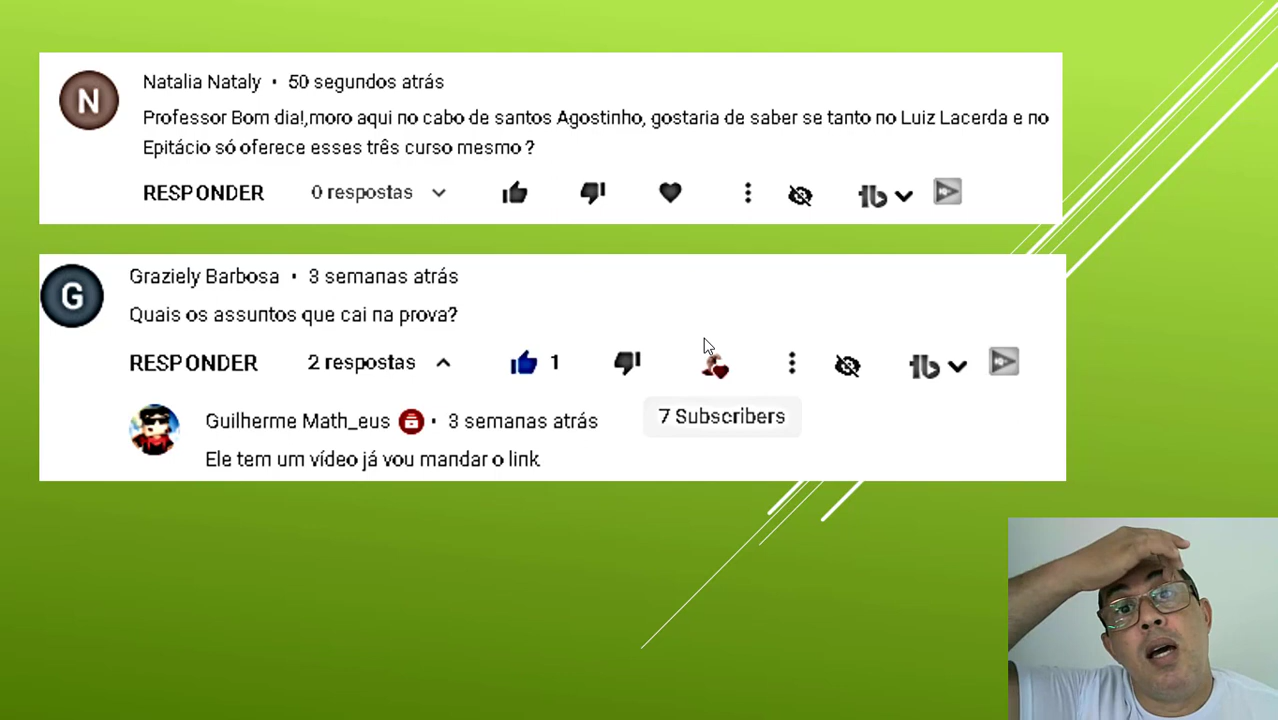 N
Natalia Nataly • 50 segundos atrás
Professor Bom dia!,moro aqui no cabo de santos Agostinho, gostaria de saber se tanto no Luiz Lacerda e no
Epitácio só oferece esses três curso mesmo ?
RESPONDER 0 respostas
G
Graziely Barbosa • 3 semanas atrás
Quais os assuntos que cai na prova?
RESPONDER 2 respostas 1
7 Subscribers
Guilherme Math_eus • 3 semanas atrás
Ele tem um vídeo já vou mandar o link